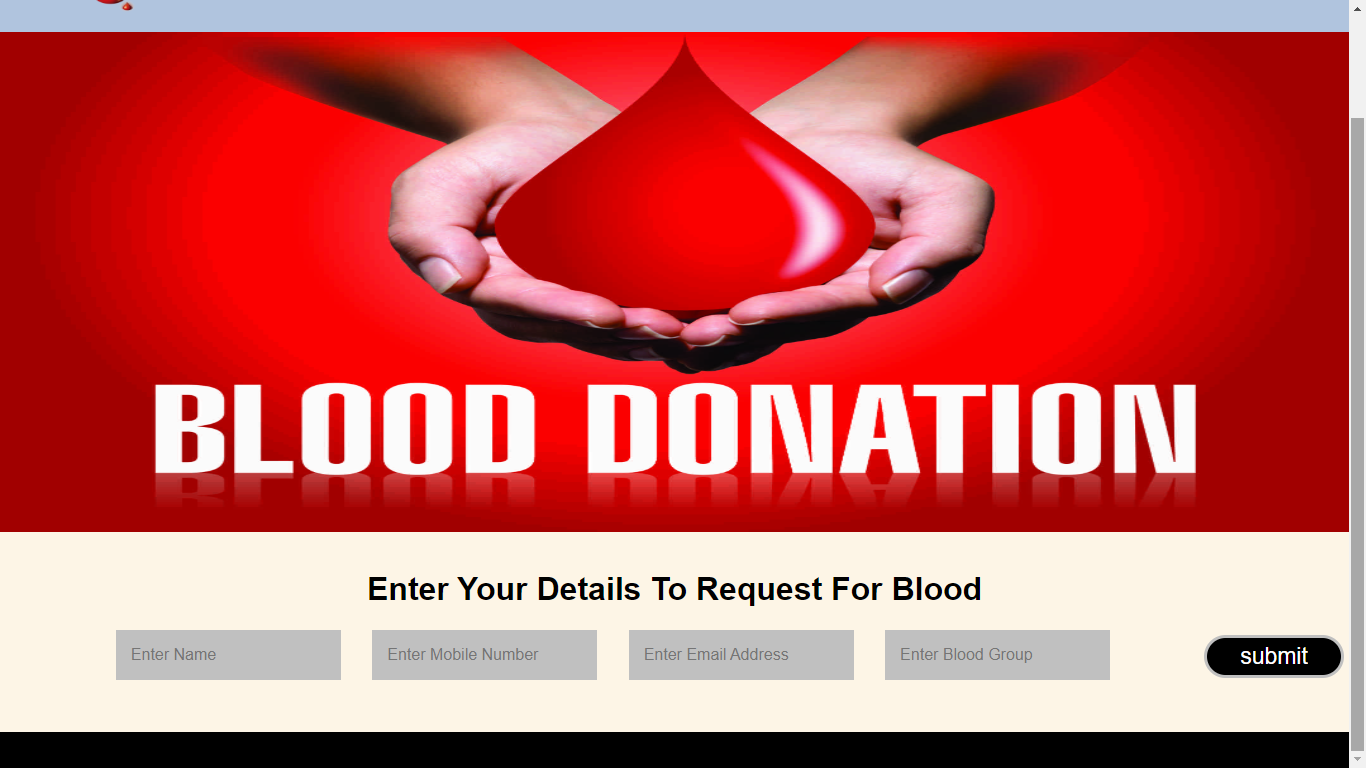 BLOOD DONATION
Enter Your Details To Request For Blood
Enter Name
Enter Mobile Number
Enter Email Address
Enter Blood Group
submit